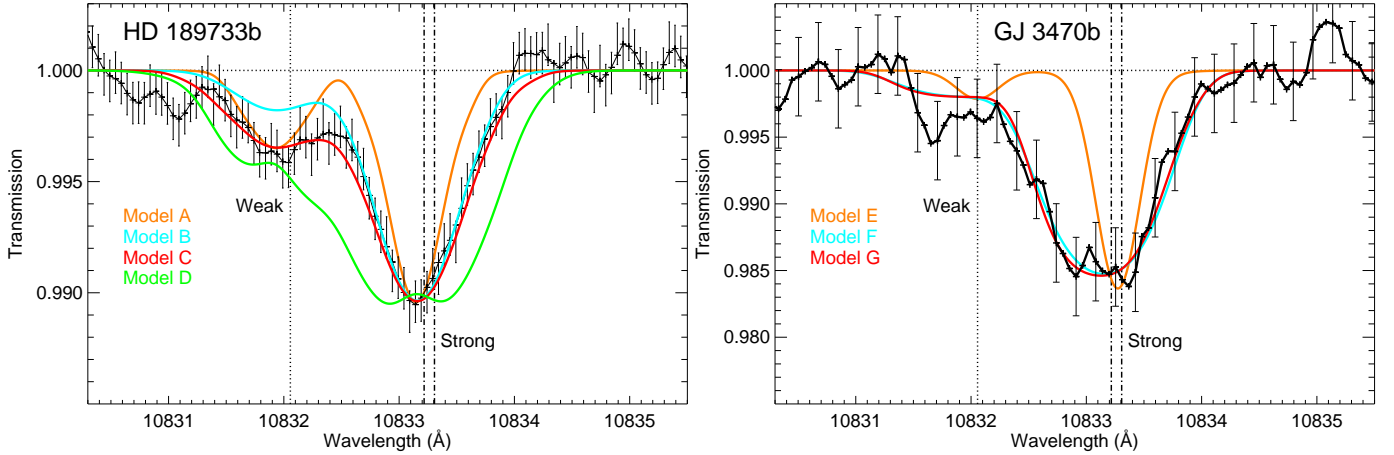 HD 189733b
Transmission
1.000
0.995
0.990
Weak
Strong
Model A
Model B
Model C
Model D
10831 10832 10833 10834 10835
Wavelength (Å)
GJ 3470b
Transmission
1.000
0.995
0.990
0.985
0.980
Weak
Strong
Model E
Model F
Model G
10831 10832 10833 10834 10835
Wavelength (Å)